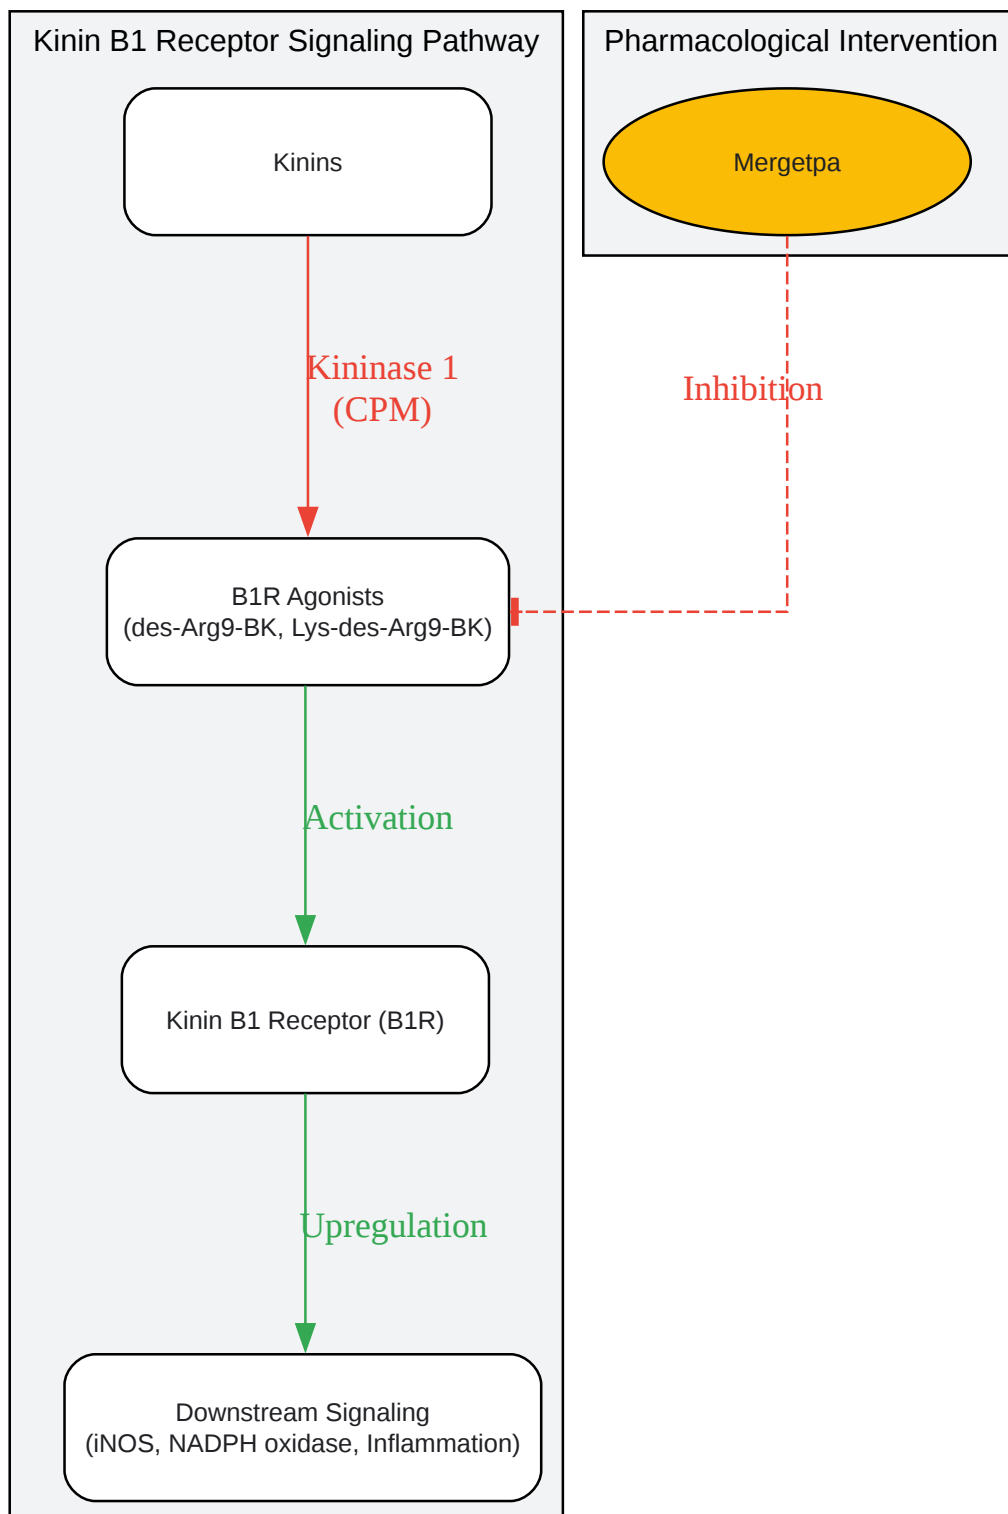 Kinin B1 Receptor Signaling Pathway
Kinins
Kininase 1
(CPM)
B1R Agonists
(des-Arg9-BK, Lys-des-Arg9-BK)
Activation
Kinin B1 Receptor (B1R)
Upregulation
Downstream Signaling
(iNOS, NADPH oxidase, Inflammation)
Pharmacological Intervention
Mergetpa
Inhibition